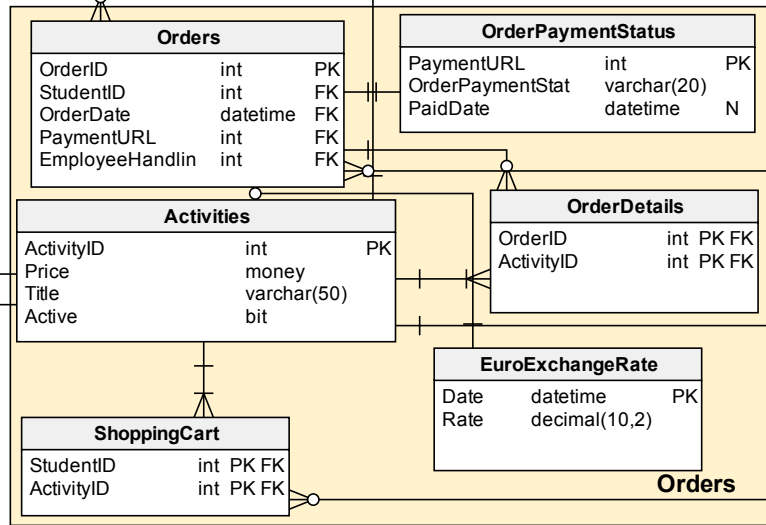 Orders
OrderID int PK
StudentID int FK
OrderDate datetime FK
PaymentURL int FK
EmployeeHandlin int FK
OrderPaymentStatus
PaymentURL int PK
OrderPaymentStat varchar(20)
PaidDate datetime N
Activities
ActivityID int PK
Price money
Title varchar(50)
Active bit
OrderDetails
OrderID int PK FK
ActivityID int PK FK
EuroExchangeRate
Date datetime PK
Rate decimal(10,2)
ShoppingCart
StudentID int PK FK
ActivityID int PK FK
Orders